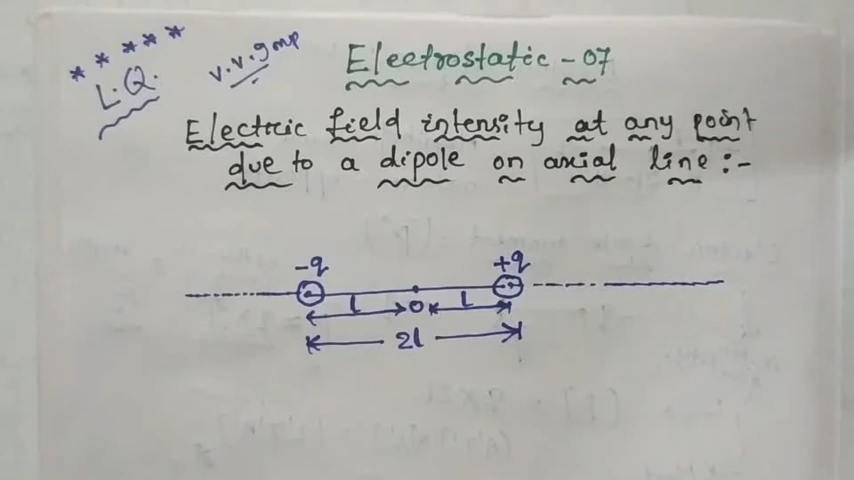 * * * * *
L.Q.
V.V. Imp
Electrostatic - 07
Electric field intensity at any point
due to a dipole on axial line :-
-q +q
l O l
2l